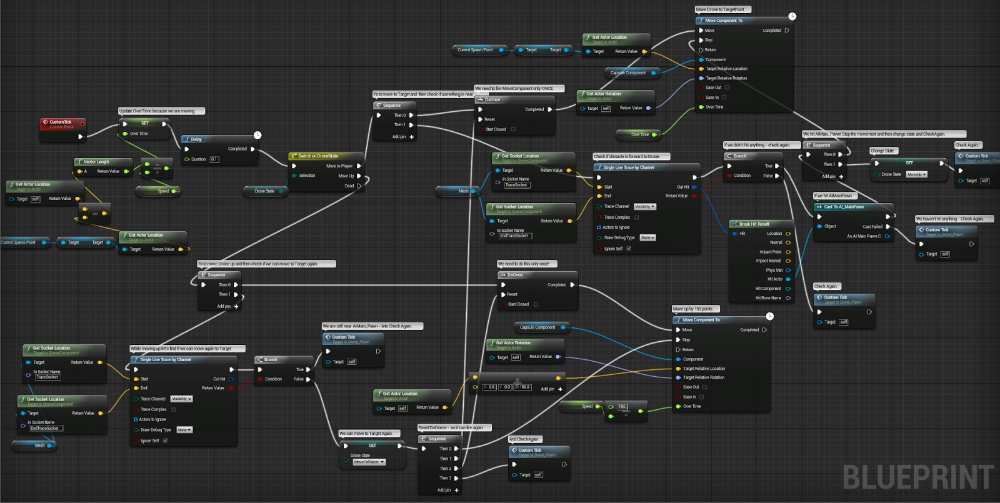 Move Drone to TargetPoint
Move Component To
Move
Completed
Stop
Return
Component
Target Relative Location
Target Relative Rotation
Ease Out
Ease In
Over Time
Current Spawn Point
Target
Target
Get Actor Location
Target is Actor
Target
Return Value
Capsule Component
Get Actor Rotation
Target is Actor
Target
self
Return Value
Over Time
We need to fire MoveComponent only ONCE
DoOnce
Completed
Reset
Start Closed
First move to Target and then check if something is near
Sequence
Then 0
Then 1
Add pin
Update OverTime because we are moving
CustomTick
Custom Event
SET
Over Time
Delay
Completed
Duration
0.1
Vector Length
A
Return Value
Speed
Get Actor Location
Target is Actor
Target
self
Return Value
Current Spawn Point
Target
Target
Get Actor Location
Target is Actor
Target
Return Value
Switch on DroneState
Move to Player
Selection
Move Up
Dead
Drone State
Mesh
Get Socket Location
Target is SceneComponent
Target
Return Value
In Socket Name
TraceSocket
Get Socket Location
Target is SceneComponent
Target
Return Value
In Socket Name
EndTraceSocket
Check if obstacle is forward to Drone.
Single Line Trace by Channel
Start
Out Hit
End
Return Value
Trace Channel
Visibility
Trace Complex
Actors to Ignore
Draw Debug Type
None
Ignore Self
If we didn't hit anything - check again.
Branch
True
Condition
False
Break Hit Result
Hit
Location
Normal
Impact Point
Impact Normal
Phys Mat
Hit Actor
Hit Component
Hit Bone Name
We hit AIMain_Pawn! Stop the movement and then change state and CheckAgain.
Sequence
Then 0
Then 1
Add pin
Change State
SET
Drone State
MoveUp
Check Again.
Custom Tick
Target is Drone_Pawn
Target
self
If we hit AIMainPawn
Cast To AI_MainPawn
Object
Cast Failed
As AI Main Pawn C
We haven't hit anything - Check Again.
Custom Tick
Target is Drone_Pawn
Target
self
Check Again.
Custom Tick
Target is Drone_Pawn
Target
self
First move Drone up and then check if we can move to Target again.
Sequence
Then 0
Then 1
Add pin
We need to do this only once!
DoOnce
Completed
Reset
Start Closed
Move up by 150 points.
Move Component To
Move
Completed
Stop
Return
Component
Target Relative Location
Target Relative Rotation
Ease Out
Ease In
Over Time
Capsule Component
Get Actor Rotation
Target is Actor
Target
self
Return Value
X
0.0
Y
0.0
150.0
Add pin
Get Actor Location
Target is Actor
Target
self
Return Value
Speed
Get Socket Location
Target is SceneComponent
Target
Return Value
In Socket Name
TraceSocket
Get Socket Location
Target is SceneComponent
Target
Return Value
In Socket Name
EndTraceSocket
Mesh
While moving up let's find if we can move again to Target
Single Line Trace by Channel
Start
Out Hit
End
Return Value
Trace Channel
Visibility
Trace Complex
Actors to Ignore
Draw Debug Type
None
Ignore Self
Branch
True
Condition
False
We are still near AIMain_Pawn - lets Check Again.
Custom Tick
Target is Drone_Pawn
Target
self
We can move to Target Again.
SET
Drone State
MoveToPlayer
Reset DoOnece - so it can fire again
Sequence
Then 0
Then 1
Then 2
Then 3
Add pin
And CheckAgain
Custom Tick
Target is Drone_Pawn
Target
self
BLUEPRINT